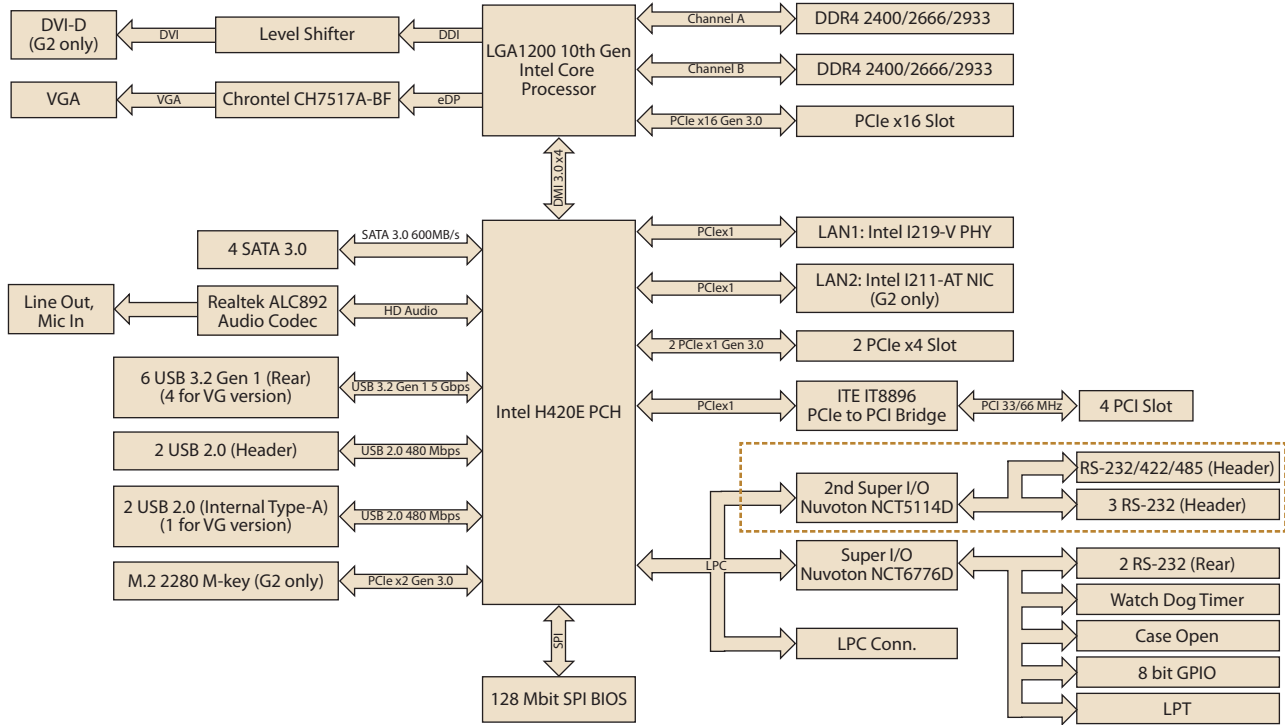 DVI-D
(G2 only)
DVI
Level Shifter
DDI
VGA
VGA
Chrontel CH7517A-BF
eDP
LGA1200 10th Gen
Intel Core
Processor
Channel A
DDR4 2400/2666/2933
Channel B
DDR4 2400/2666/2933
PCIe x16 Gen 3.0
PCIe x16 Slot
DMI 3.0 x4
4 SATA 3.0
SATA 3.0 600MB/s
Line Out,
Mic In
Realtek ALC892
Audio Codec
HD Audio
6 USB 3.2 Gen 1 (Rear)
(4 for VG version)
USB 3.2 Gen 1 5 Gbps
2 USB 2.0 (Header)
USB 2.0 480 Mbps
2 USB 2.0 (Internal Type-A)
(1 for VG version)
USB 2.0 480 Mbps
M.2 2280 M-key (G2 only)
PCIe x2 Gen 3.0
Intel H420E PCH
SPI
128 Mbit SPI BIOS
PCIex1
LAN1: Intel I219-V PHY
PCIex1
LAN2: Intel I211-AT NIC
(G2 only)
2 PCIe x1 Gen 3.0
2 PCIe x4 Slot
PCIex1
ITE IT8896
PCIe to PCI Bridge
PCI 33/66 MHz
4 PCI Slot
LPC
2nd Super I/O
Nuvoton NCT5114D
RS-232/422/485 (Header)
3 RS-232 (Header)
Super I/O
Nuvoton NCT6776D
2 RS-232 (Rear)
Watch Dog Timer
Case Open
8 bit GPIO
LPT
LPC Conn.